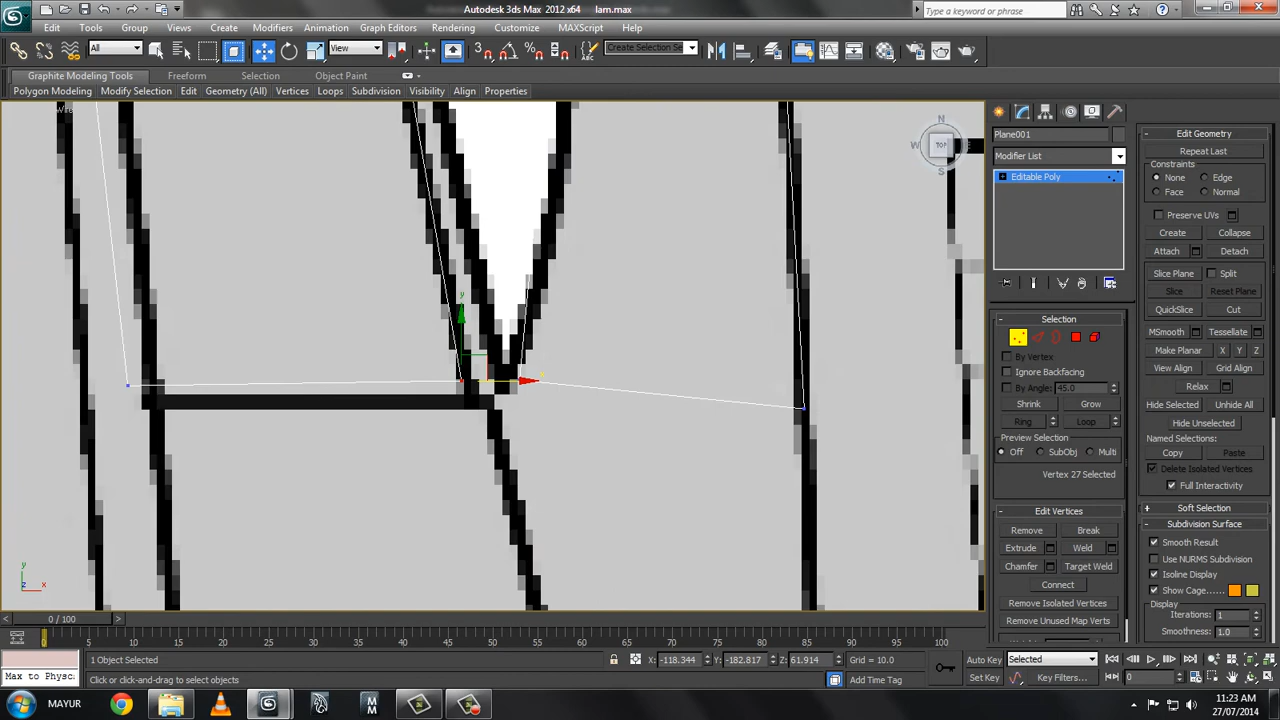 Autodesk 3ds Max 2012 x64 lam.max
Type a keyword or phrase
Edit Tools Group Views Create Modifiers Animation Graph Editors Rendering Customize MAXScript Help
All View Create Selection Se
Graphite Modeling Tools Freeform Selection Object Paint
Polygon Modeling Modify Selection Edit Geometry (All) Vertices Loops Subdivision Visibility Align Properties
N
W TOP
S
y
x
y
z x
Plane001
Modifier List
Editable Poly
Selection
By Vertex
Ignore Backfacing
By Angle: 45.0
Shrink Grow
Ring Loop
Preview Selection
Off SubObj Multi
Vertex 27 Selected
Edit Vertices
Remove Break
Extrude Weld
Chamfer Target Weld
Connect
Remove Isolated Vertices
Remove Unused Map Verts
Edit Geometry
Repeat Last
Constraints
None Edge
Face Normal
Preserve UVs
Create Collapse
Attach Detach
Slice Plane Split
Slice Reset Plane
QuickSlice Cut
MSmooth Tessellate
Make Planar X Y Z
View Align Grid Align
Relax
Hide Selected Unhide All
Hide Unselected
Named Selections
Copy Paste
Delete Isolated Vertices
Full Interactivity
Soft Selection
Subdivision Surface
Smooth Result
Use NURMS Subdivision
Isoline Display
Show Cage......
Display
Iterations: 1
Smoothness: 1.0
0 / 100
0 5 10 15 20 25 30 35 40 45 50 55 60 65 70 75 80 85 90 95 100
1 Object Selected X: -118.344 Y: -182.817 Z: 61.914 Grid = 10.0 Auto Key Selected
Max to Physc Click or click-and-drag to select objects Add Time Tag Set Key Key Filters... 0
MAYUR
11:23 AM
27/07/2014